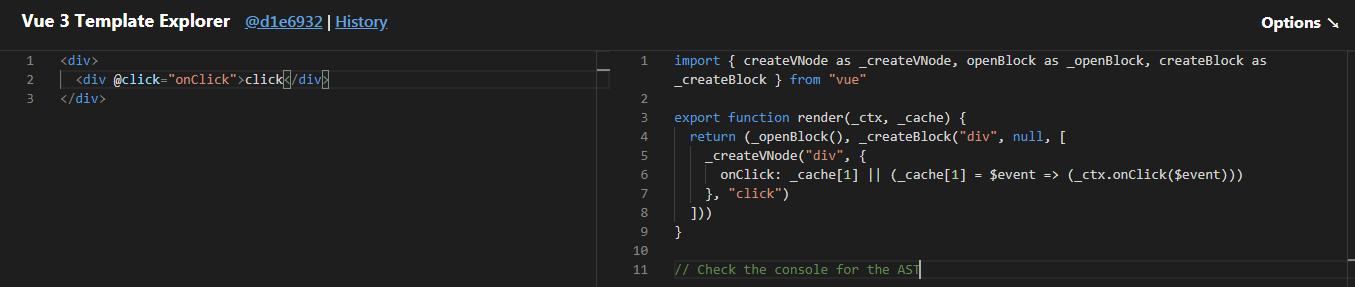 Vue 3 Template Explorer @d1e6932 | History
Options ↘
1 <div>
2 <div @click="onClick">click</div>
3 </div>
1 import { createVNode as _createVNode, openBlock as _openBlock, createBlock as
_createBlock } from "vue"
2
3 export function render(_ctx, _cache) {
4 return (_openBlock(), _createBlock("div", null, [
5 _createVNode("div", {
6 onClick: _cache[1] || (_cache[1] = $event => (_ctx.onClick($event)))
7 }, "click")
8 ]))
9 }
10
11 // Check the console for the AST